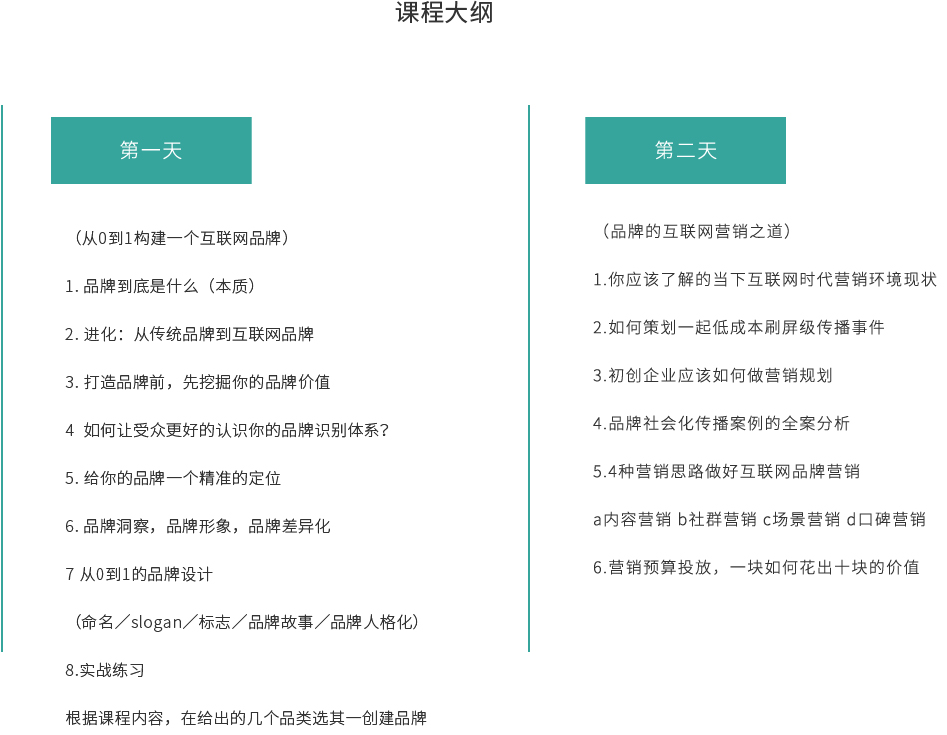 课程大纲
第一天
（从0到1构建一个互联网品牌）
1. 品牌到底是什么（本质）
2. 进化：从传统品牌到互联网品牌
3. 打造品牌前，先挖掘你的品牌价值
4  如何让受众更好的认识你的品牌识别体系？
5. 给你的品牌一个精准的定位
6. 品牌洞察，品牌形象，品牌差异化
7 从0到1的品牌设计
（命名／slogan／标志／品牌故事／品牌人格化）
8.实战练习
根据课程内容，在给出的几个品类选其一创建品牌
第二天
（品牌的互联网营销之道）
1.你应该了解的当下互联网时代营销环境现状
2.如何策划一起低成本刷屏级传播事件
3.初创企业应该如何做营销规划
4.品牌社会化传播案例的全案分析
5.4种营销思路做好互联网品牌营销
a内容营销 b社群营销 c场景营销 d口碑营销
6.营销预算投放，一块如何花出十块的价值